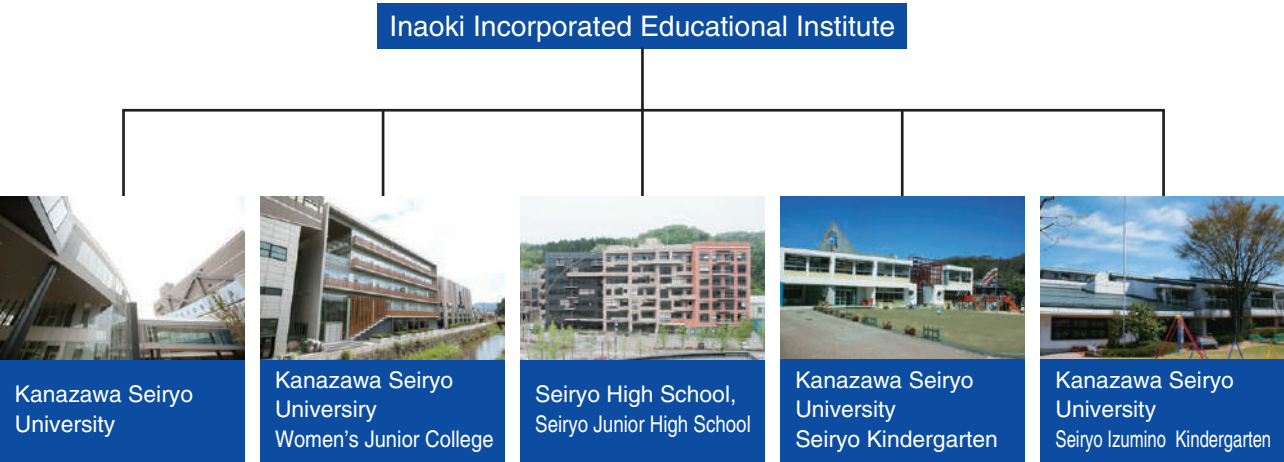 Inaoki Incorporated Educational Institute
Kanazawa Seiryo
University
Kanazawa Seiryo
Universiry
Women's Junior College
Seiryo High School,
Seiryo Junior High School
Kanazawa Seiryo
University
Seiryo Kindergarten
Kanazawa Seiryo
University
Seiryo Izumino Kindergarten